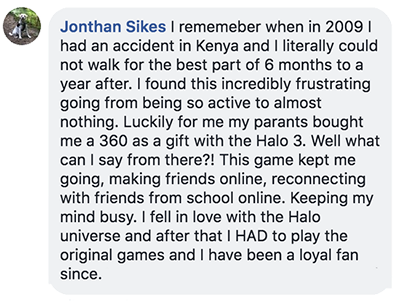 Jonthan Sikes I rememeber when in 2009 I
had an accident in Kenya and I literally could
not walk for the best part of 6 months to a
year after. I found this incredibly frustrating
going from being so active to almost
nothing. Luckily for me my parants bought
me a 360 as a gift with the Halo 3. Well what
can I say from there?! This game kept me
going, making friends online, reconnecting
with friends from school online. Keeping my
mind busy. I fell in love with the Halo
universe and after that I HAD to play the
original games and I have been a loyal fan
since.